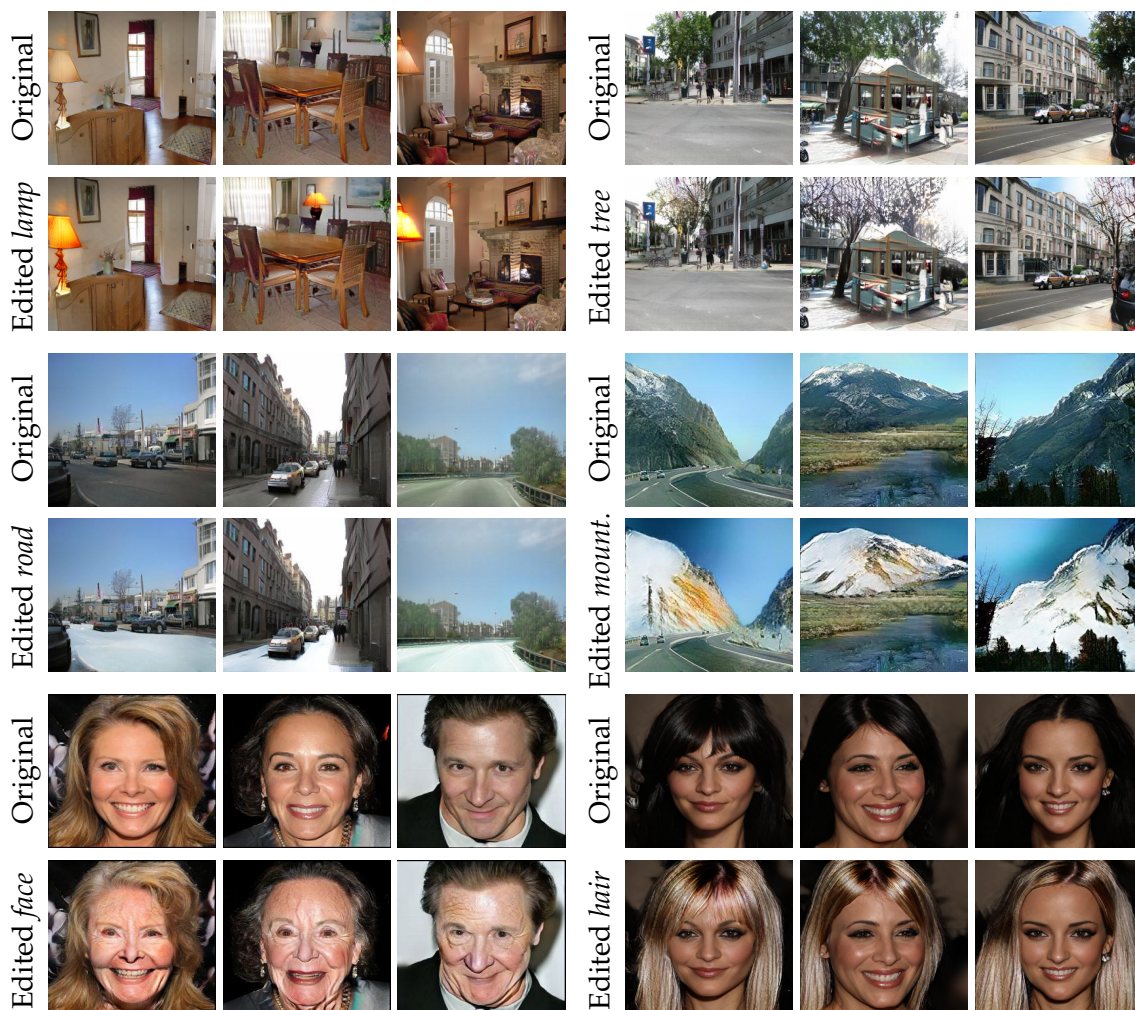 Original
Original
Edited lamp
Edited tree
Original
Original
Edited road
Edited mount.
Original
Original
Edited face
Edited hair